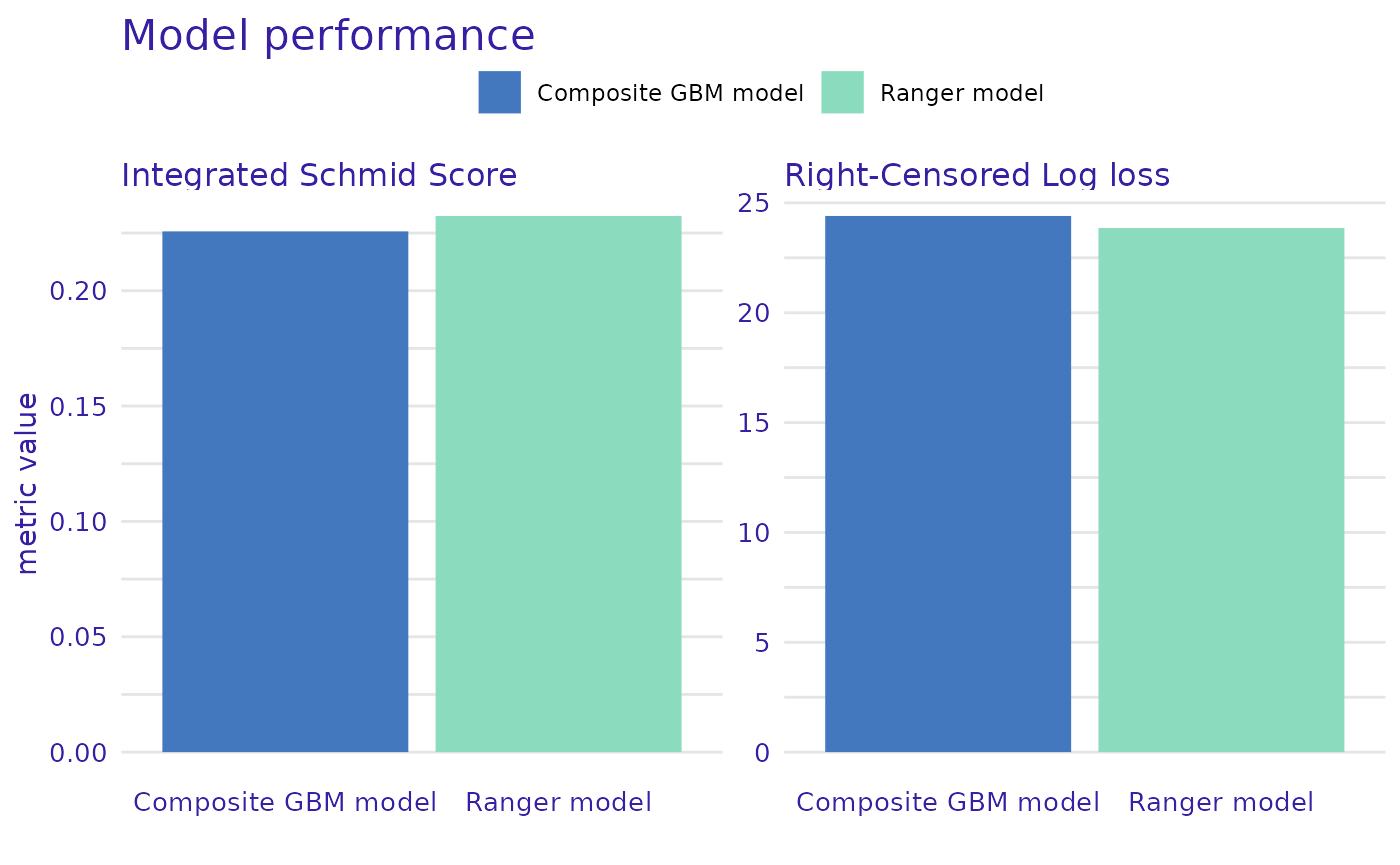 Model performance
Composite GBM model
Ranger model
Integrated Schmid Score
metric value
0.20
0.15
0.10
0.05
0.00
Composite GBM model
Ranger model
Right-Censored Log loss
25
20
15
10
5
0
Composite GBM model
Ranger model